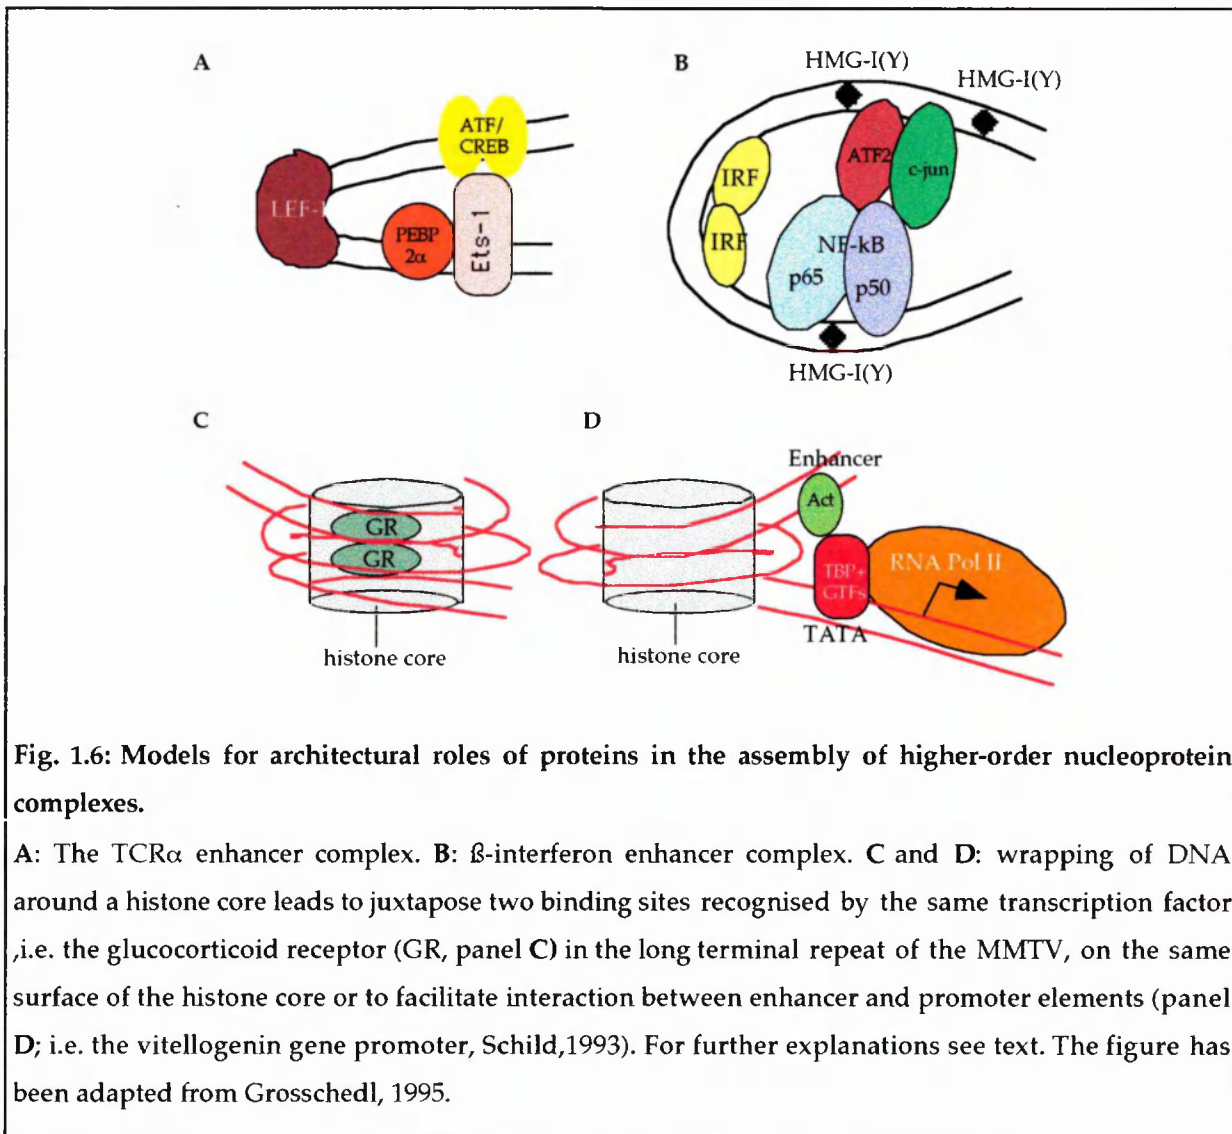 A
B
HMG-I(Y)
HMG-I(Y)
ATF/
CREB
LEF-1
PEBP
2α
Ets-1
IRF
IRF
ATF2
c-jun
NF-kB
p65
p50
HMG-I(Y)
C
D
GR
GR
histone core
Enhancer
Act
TBP+
GTFs
RNA Pol II
TATA
histone core
Fig. 1.6: Models for architectural roles of proteins in the assembly of higher-order nucleoprotein
complexes.
A: The TCRα enhancer complex. B: ß-interferon enhancer complex. C and D: wrapping of DNA
around a histone core leads to juxtapose two binding sites recognised by the same transcription factor
,i.e. the glucocorticoid receptor (GR, panel C) in the long terminal repeat of the MMTV, on the same
surface of the histone core or to facilitate interaction between enhancer and promoter elements (panel
D; i.e. the vitellogenin gene promoter, Schild,1993). For further explanations see text. The figure has
been adapted from Grosschedl, 1995.